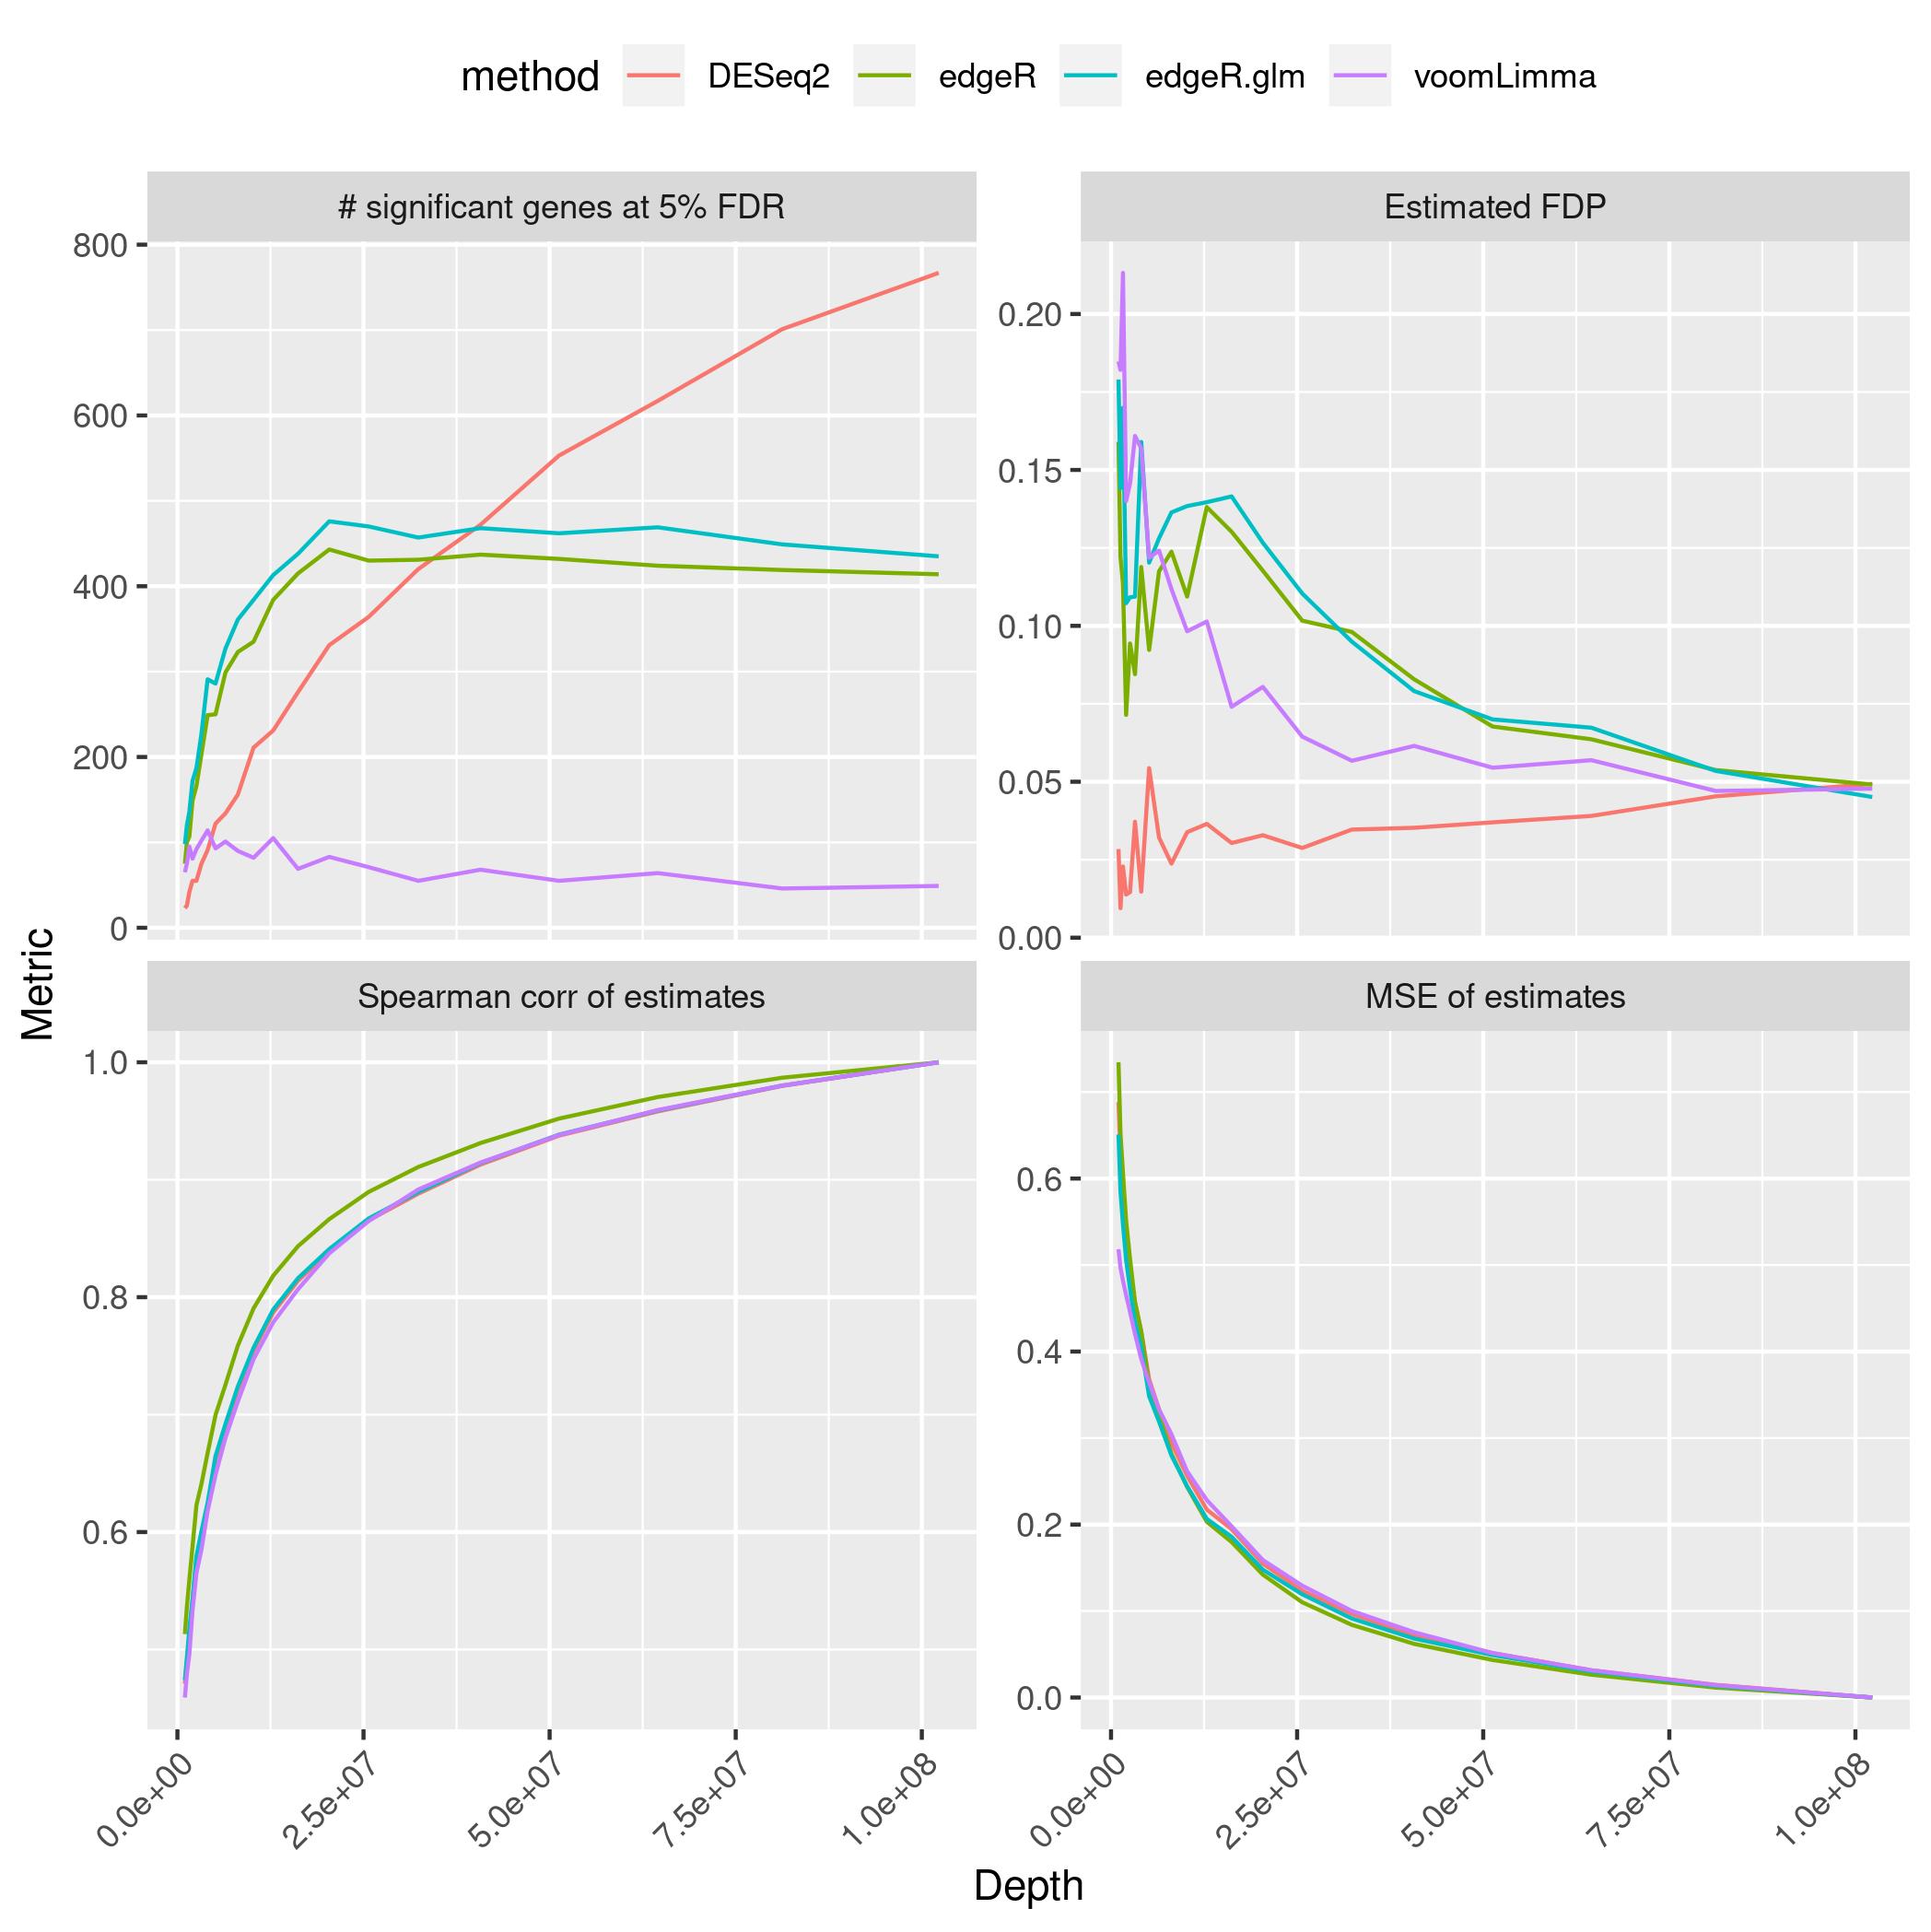 method DESeq2 edgeR edgeR.glm voomLimma
# significant genes at 5% FDR
Estimated FDP
800
600
400
200
0
0.20
0.15
0.10
0.05
0.00
Metric
Spearman corr of estimates
MSE of estimates
1.0
0.8
0.6
0.6
0.4
0.2
0.0
0.0e+00 2.5e+07 5.0e+07 7.5e+07 1.0e+08
0.0e+00 2.5e+07 5.0e+07 7.5e+07 1.0e+08
Depth